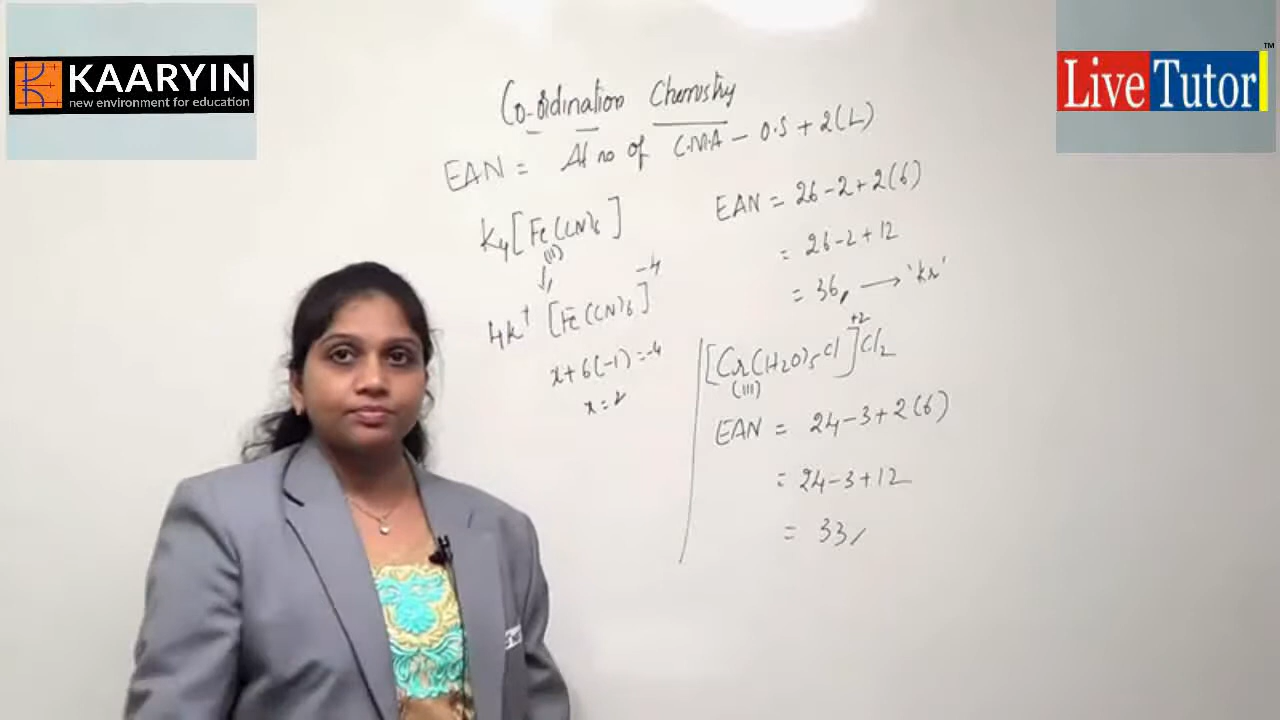 KAARYIN
new environment for education
LiveTutor
TM
Co-ordination Chemistry
EAN = At no of C.M.A - O.S + 2(L)
K4[Fe(CN)6]
(II)
4K+ [Fe(CN)6]-4
x+6(-1)=-4
x=2
EAN = 26-2+2(6)
= 26-2+12
= 36, → 'Kr'
[Cr(H2O)5Cl]+2Cl2
(III)
EAN = 24-3+2(6)
= 24-3+12
= 33